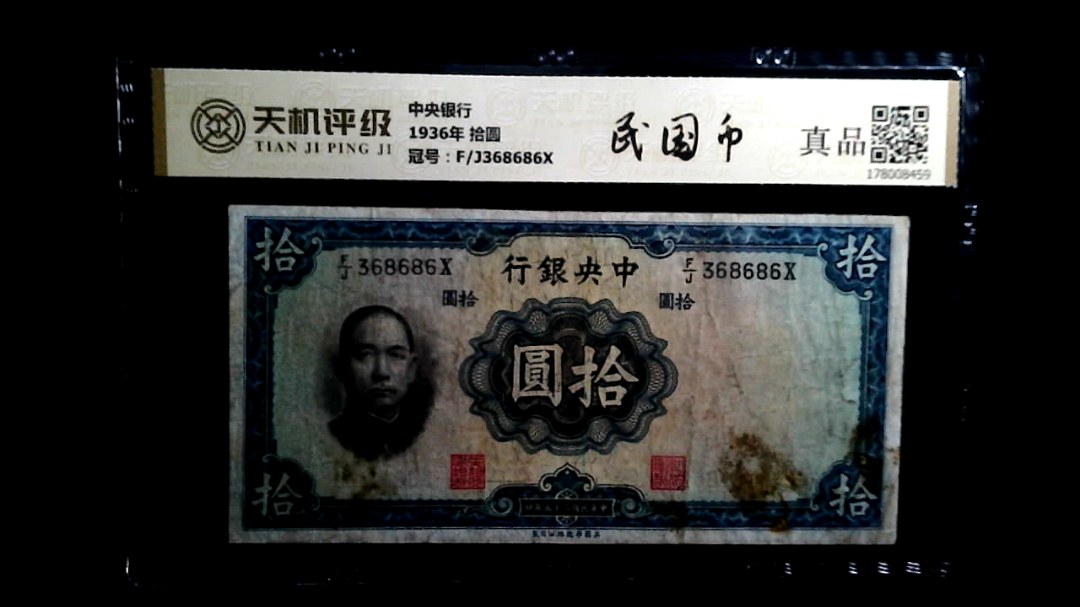 天机评级
TIAN JI PING JI
中央银行
1936年 拾圆
冠号：F/J368686X
民国币
真品
178008459
拾
拾
F/J 368686X
行銀央中
F/J 368686X
圓拾
圓拾
圓拾
拾
拾